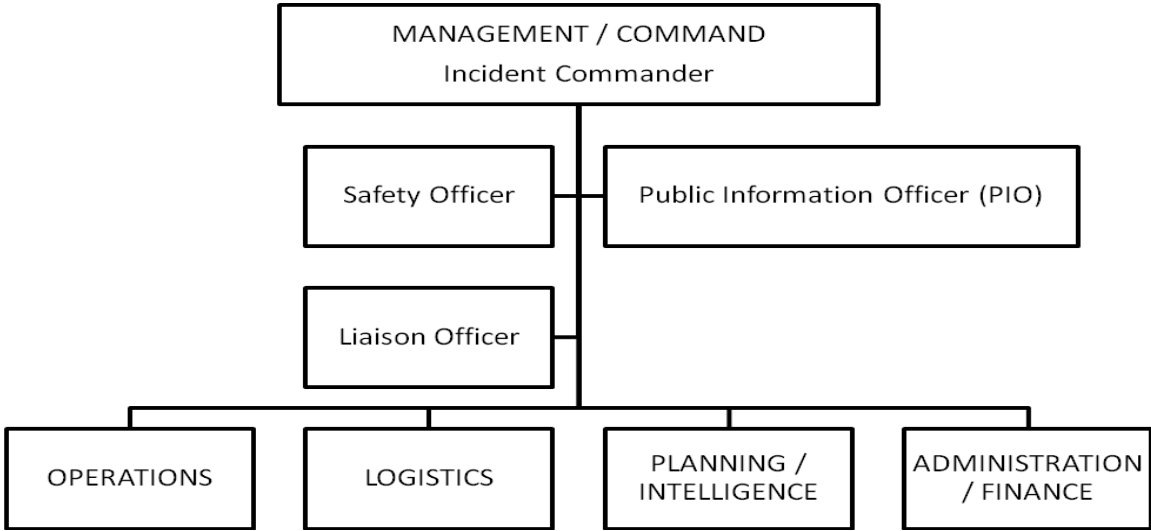 MANAGEMENT / COMMAND
Incident Commander
Safety Officer
Public Information Officer (PIO)
Liaison Officer
OPERATIONS
LOGISTICS
PLANNING /
INTELLIGENCE
ADMINISTRATION
/ FINANCE